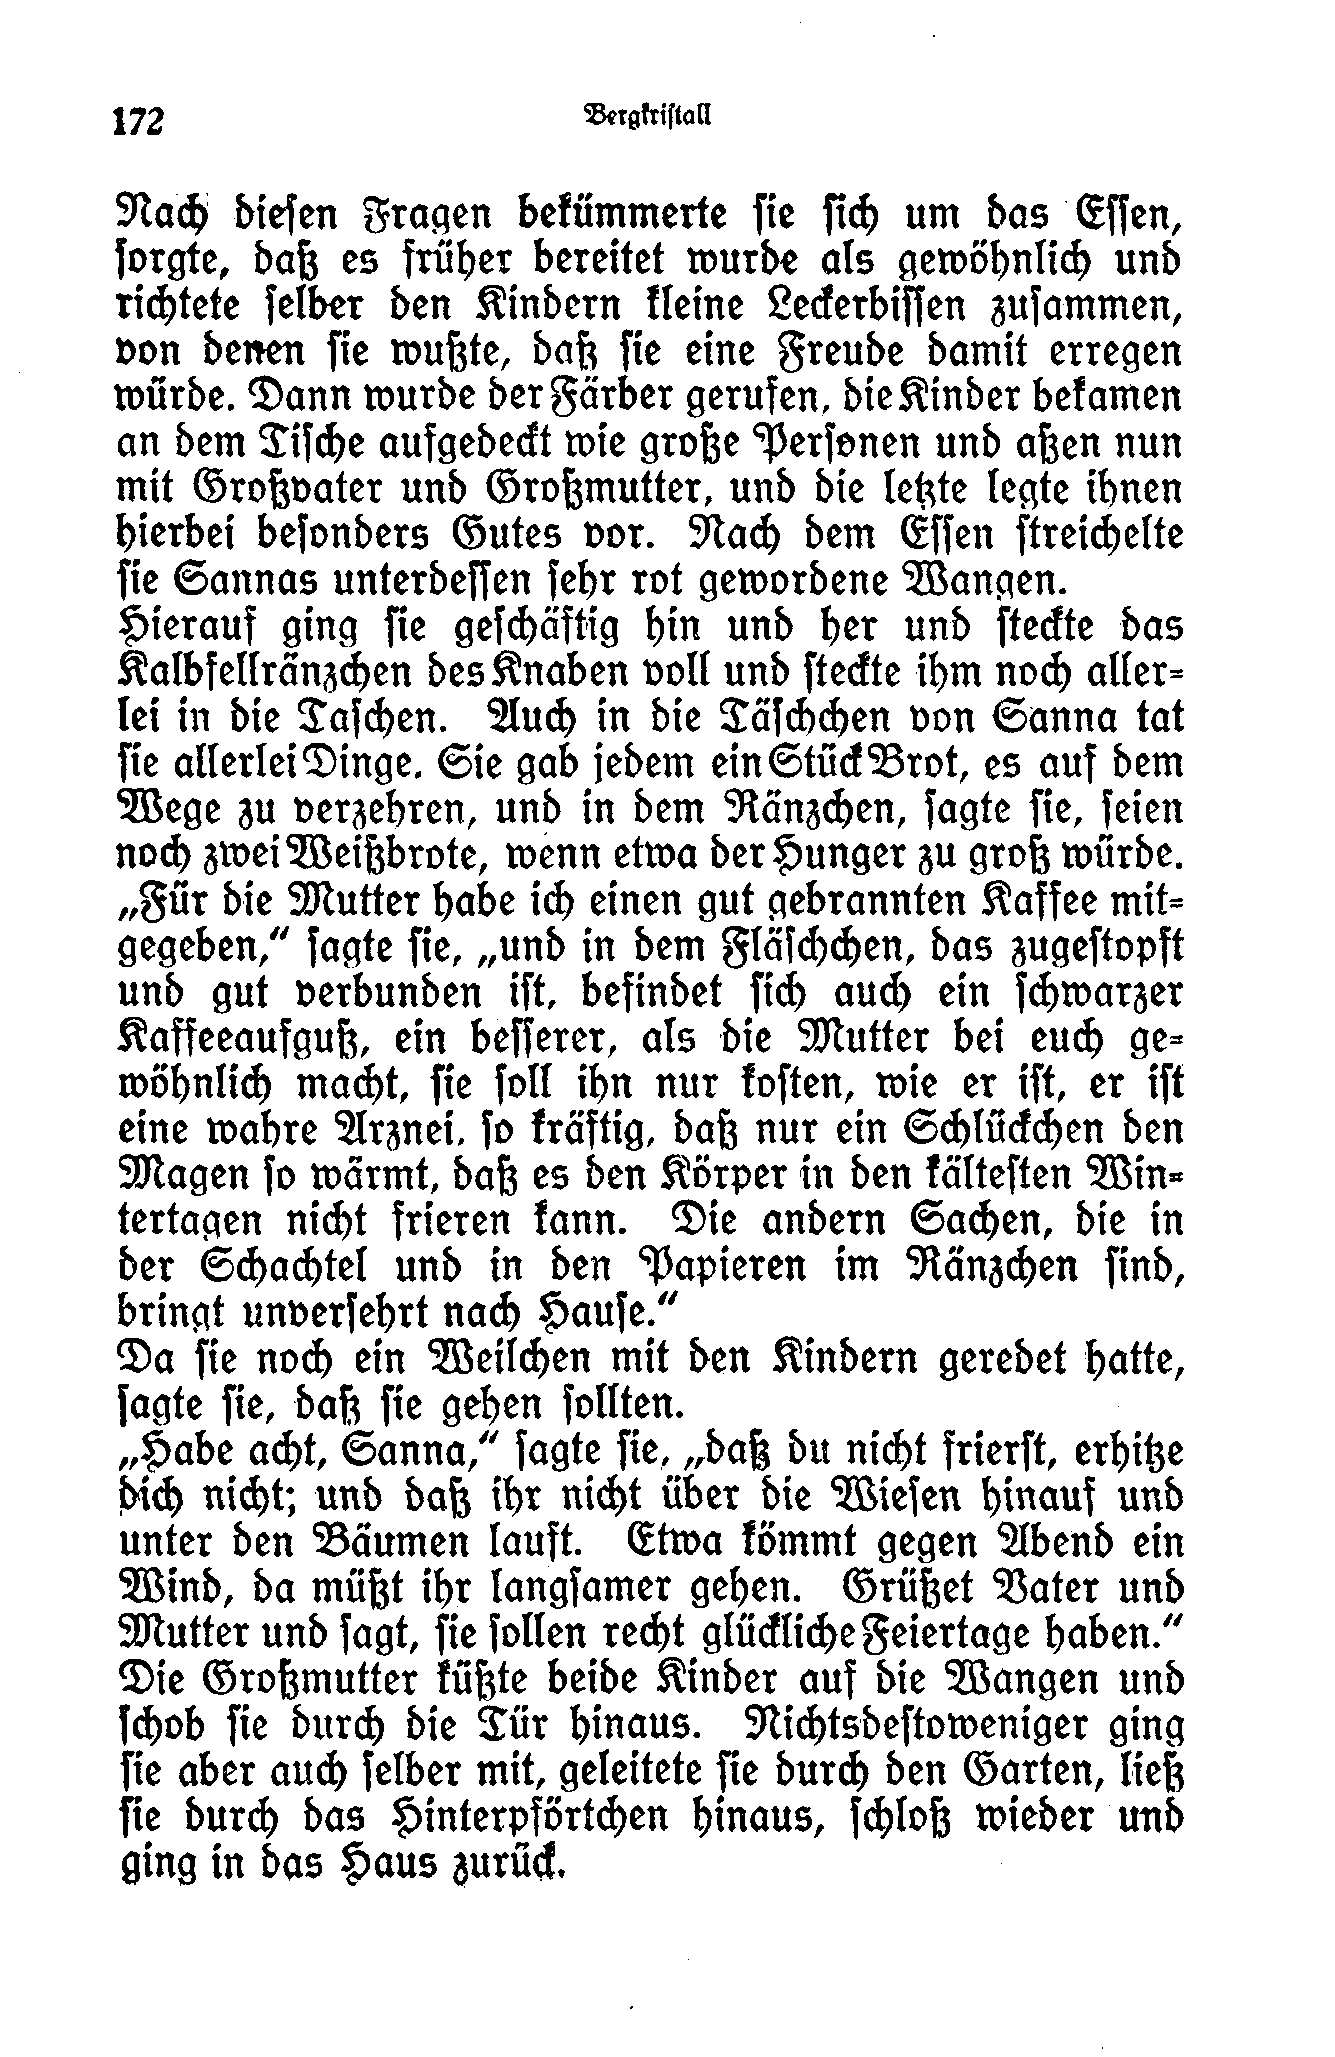 172
Bergkristall
Nach diesen Fragen bekümmerte sie sich um das Essen,
sorgte, daß es früher bereitet wurde als gewöhnlich und
richtete selber den Kindern kleine Leckerbissen zusammen,
von denen sie wußte, daß sie eine Freude damit erregen
würde. Dann wurde der Färber gerufen, die Kinder bekamen
an dem Tische aufgedeckt wie große Personen und aßen nun
mit Großvater und Großmutter, und die letzte legte ihnen
hierbei besonders Gutes vor. Nach dem Essen streichelte
sie Sannas unterdessen sehr rot gewordene Wangen.
Hierauf ging sie geschäftig hin und her und steckte das
Kalbfellränzchen des Knaben voll und steckte ihm noch aller-
lei in die Taschen. Auch in die Täschchen von Sanna tat
sie allerlei Dinge. Sie gab jedem ein Stück Brot, es auf dem
Wege zu verzehren, und in dem Ränzchen, sagte sie, seien
noch zwei Weißbrote, wenn etwa der Hunger zu groß würde.
„Für die Mutter habe ich einen gut gebrannten Kaffee mit-
gegeben,“ sagte sie, „und in dem Fläschchen, das zugestopft
und gut verbunden ist, befindet sich auch ein schwarzer
Kaffeeaufguß, ein besserer, als die Mutter bei euch ge-
wöhnlich macht, sie soll ihn nur kosten, wie er ist, er ist
eine wahre Arznei, so kräftig, daß nur ein Schlückchen den
Magen so wärmt, daß es den Körper in den kältesten Win-
tertagen nicht frieren kann. Die andern Sachen, die in
der Schachtel und in den Papieren im Ränzchen sind,
bringt unversehrt nach Hause.“
Da sie noch ein Weilchen mit den Kindern geredet hatte,
sagte sie, daß sie gehen sollten.
„Habe acht, Sanna,“ sagte sie, „daß du nicht frierst, erhitze
dich nicht; und daß ihr nicht über die Wiesen hinauf und
unter den Bäumen lauft. Etwa kömmt gegen Abend ein
Wind, da müßt ihr langsamer gehen. Grüßet Vater und
Mutter und sagt, sie sollen recht glückliche Feiertage haben.“
Die Großmutter küßte beide Kinder auf die Wangen und
schob sie durch die Tür hinaus. Nichtsdestoweniger ging
sie aber auch selber mit, geleitete sie durch den Garten, ließ
sie durch das Hinterpförtchen hinaus, schloß wieder und
ging in das Haus zurück.